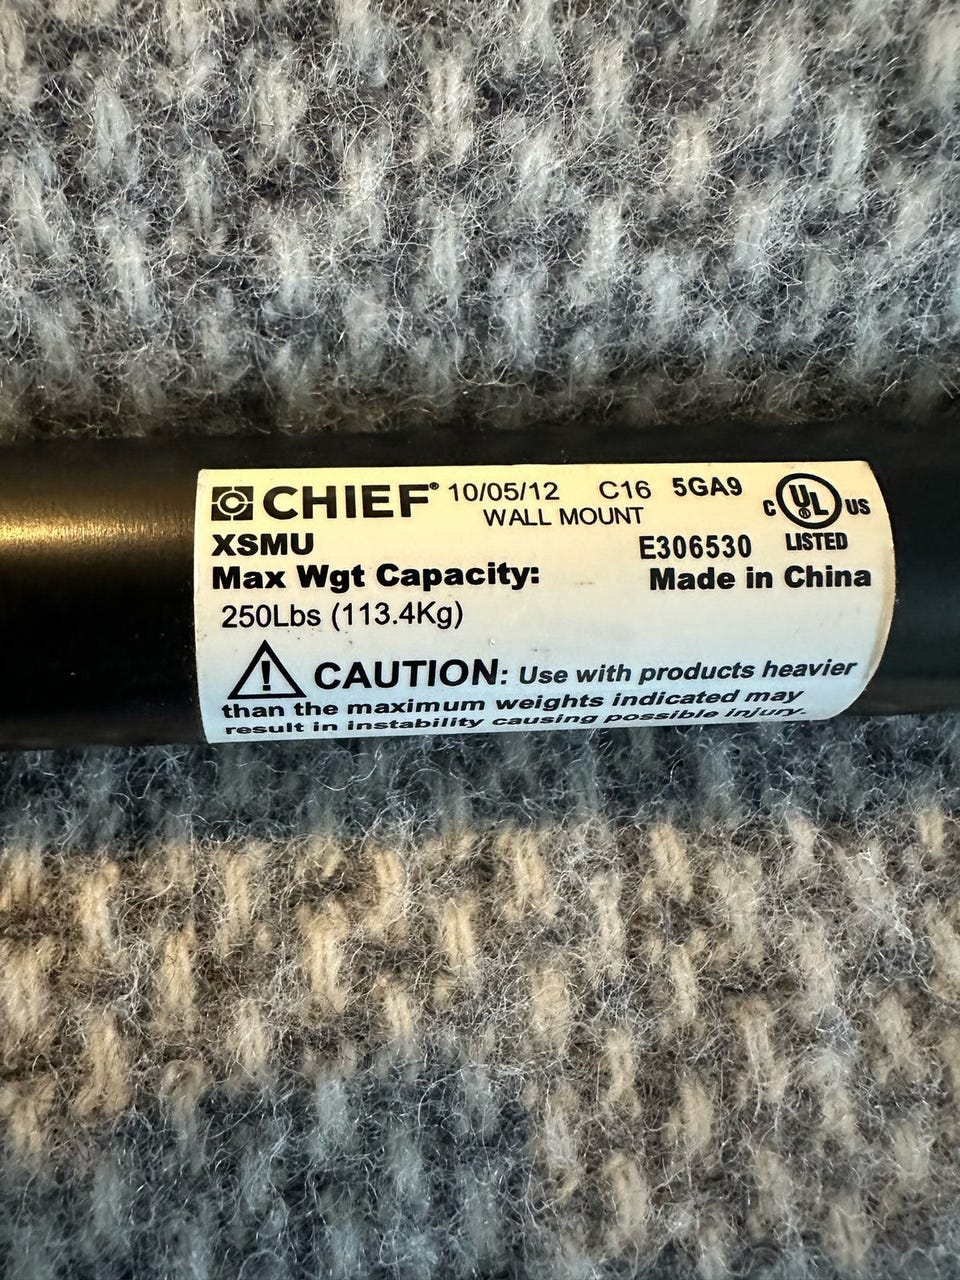 CHIEF® 10/05/12 C16 5GA9
WALL MOUNT
C UL ® US
LISTED
XSMU E306530
Max Wgt Capacity: Made in China
250Lbs (113.4Kg)
! CAUTION: Use with products heavier
than the maximum weights indicated may
result in instability causing possible injury.